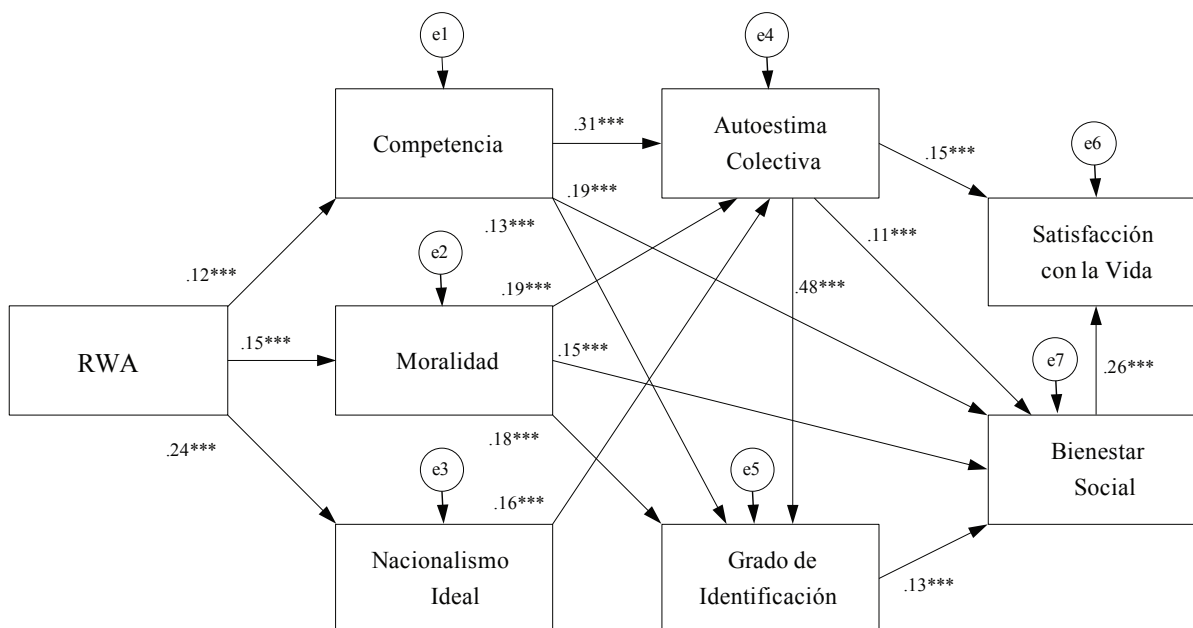 e1
e4
Competencia
.31***
Autoestima
Colectiva
e6
.15***
.19***
.13***
e2
.11***
Satisfacción
con la Vida
.12***
.19***
.48***
RWA
.15***
Moralidad
.15***
e7
.26***
.24***
.18***
e3
e5
Bienestar
Social
.16***
Nacionalismo
Ideal
Grado de
Identificación
.13***